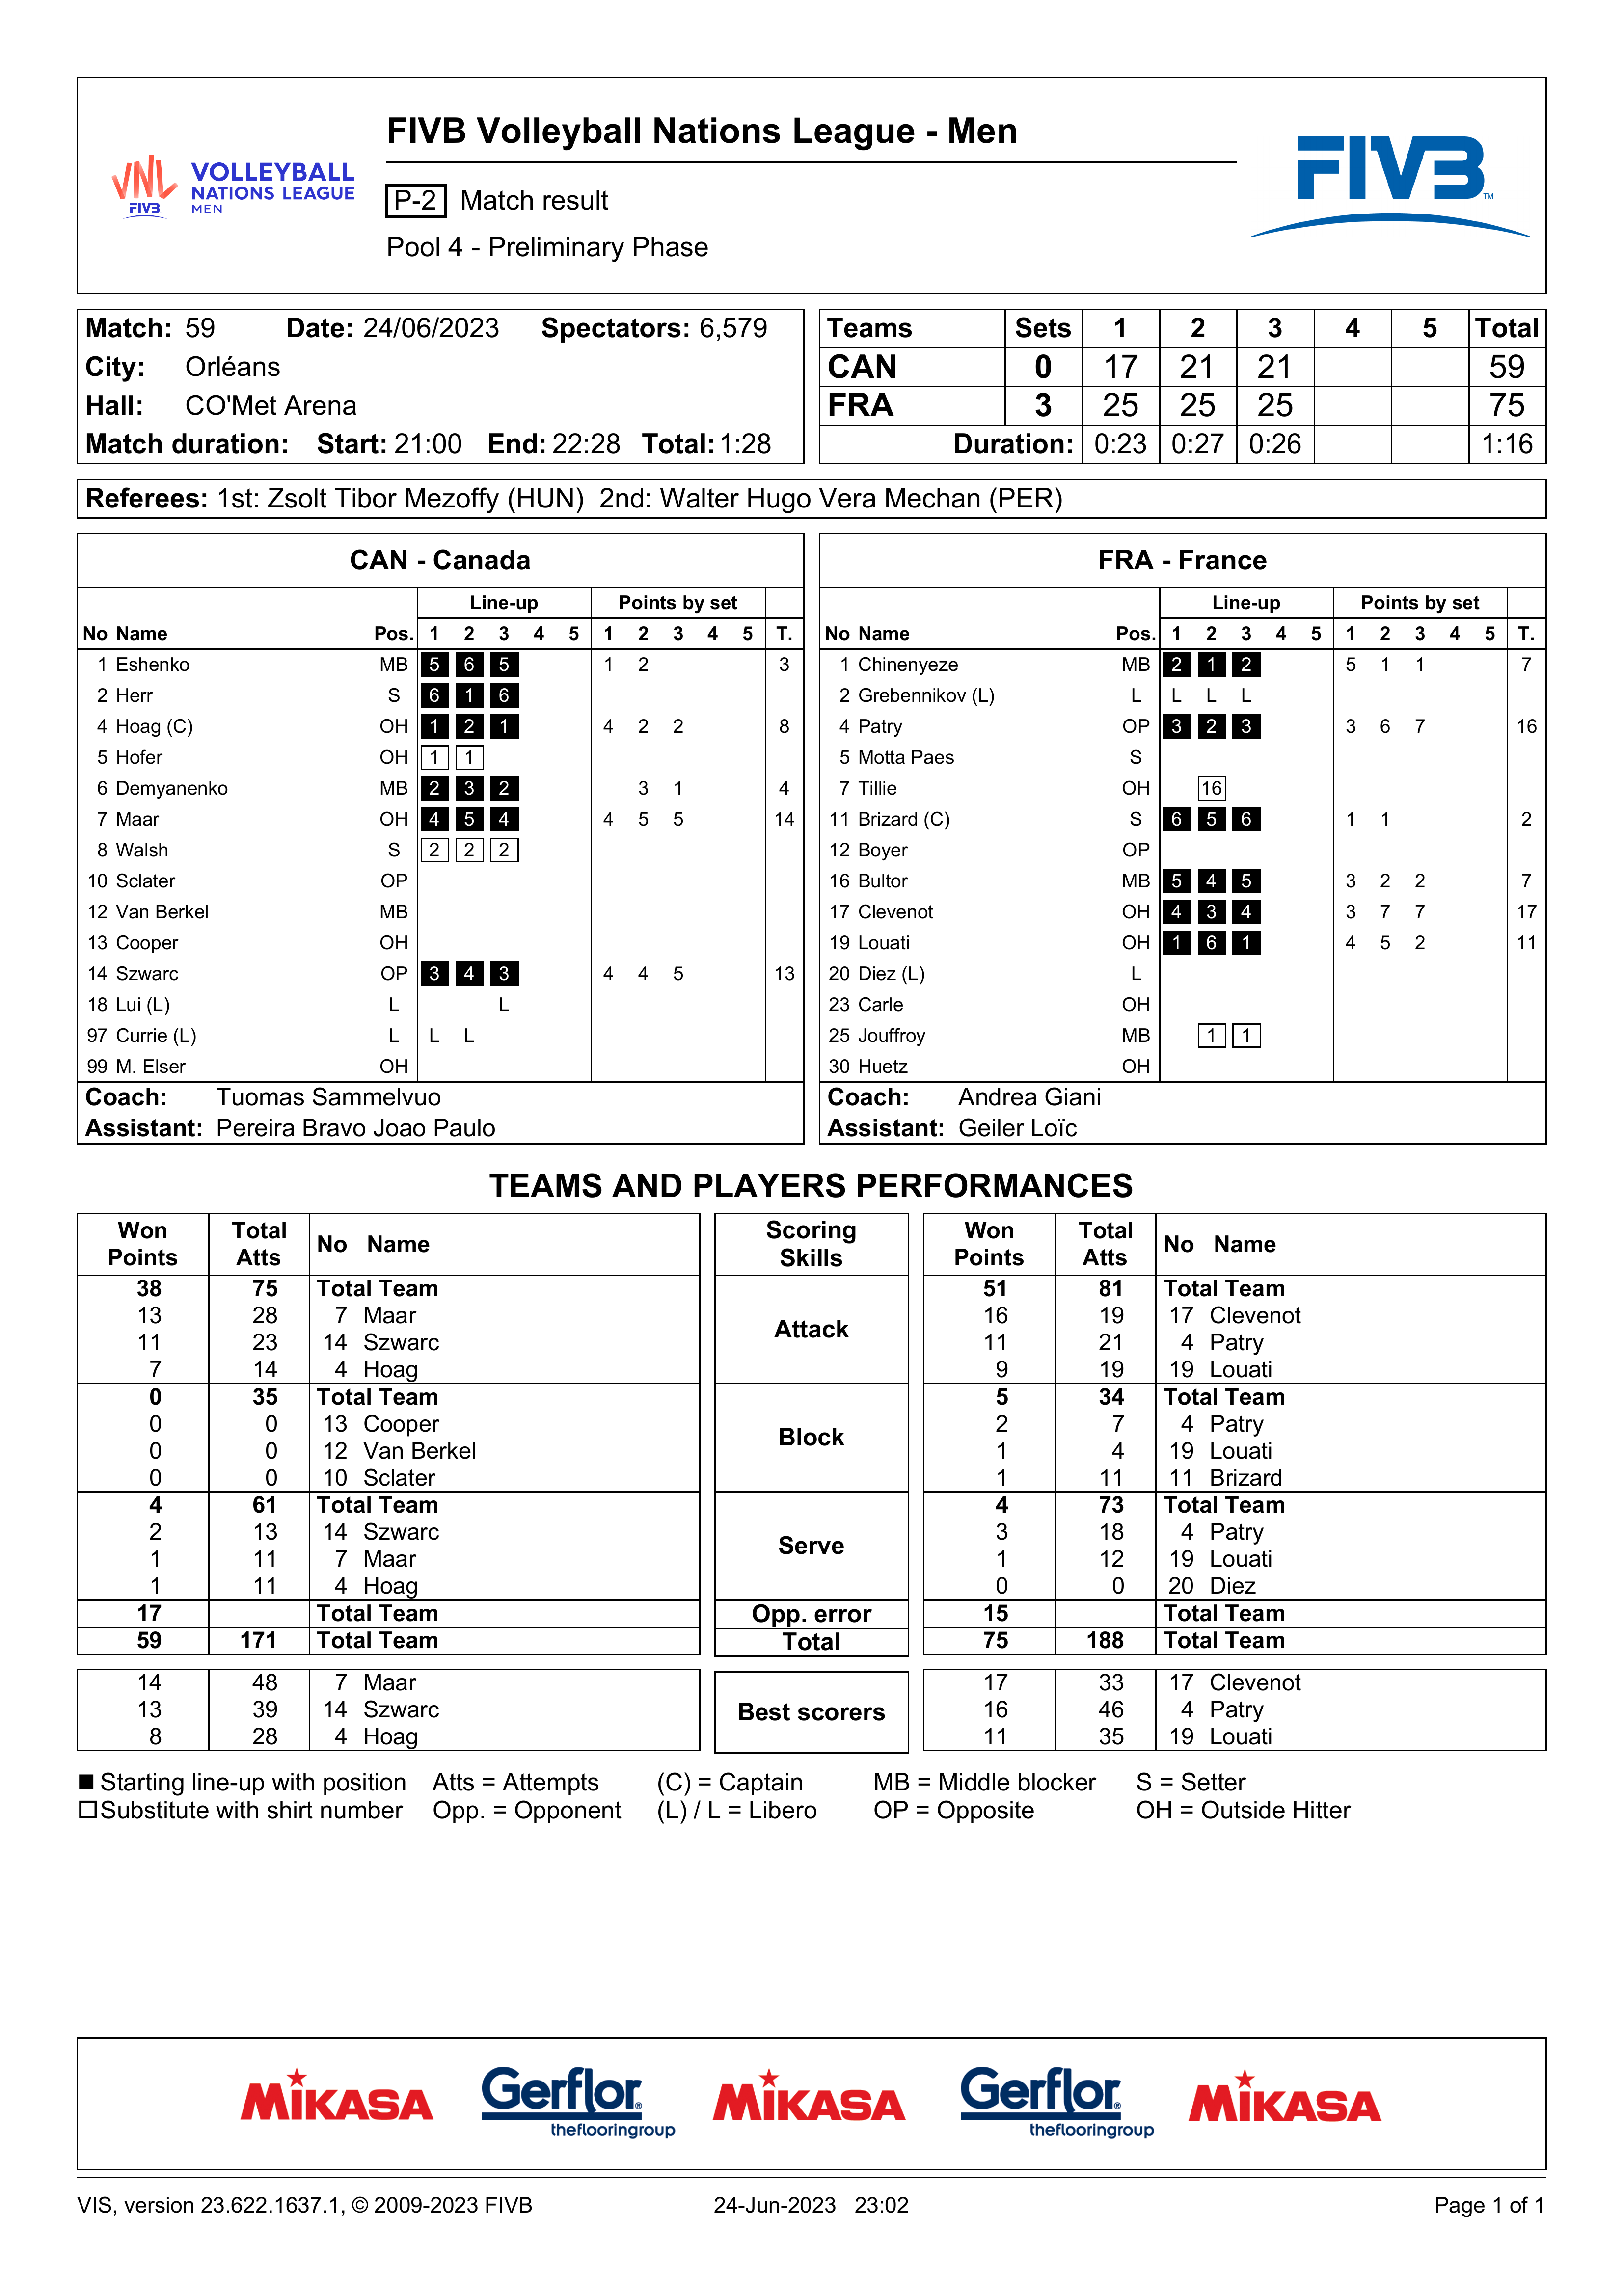 FIVB Volleyball Nations League - Men
VNL FIVB
VOLLEYBALL
NATIONS LEAGUE
MEN
P-2 Match result
Pool 4 - Preliminary Phase
FIVB TM
Match: 59 Date: 24/06/2023 Spectators: 6,579
City: Orléans
Hall: CO'Met Arena
Match duration: Start: 21:00 End: 22:28 Total: 1:28
Teams Sets 1 2 3 4 5 Total
CAN 0 17 21 21 59
FRA 3 25 25 25 75
Duration: 0:23 0:27 0:26 1:16
Referees: 1st: Zsolt Tibor Mezoffy (HUN) 2nd: Walter Hugo Vera Mechan (PER)
CAN - Canada
Line-up Points by set
No Name Pos. 1 2 3 4 5 1 2 3 4 5 T.
1 Eshenko MB 5 6 5 1 2 3
2 Herr S 6 1 6
4 Hoag (C) OH 1 2 1 4 2 2 8
5 Hofer OH 1 1
6 Demyanenko MB 2 3 2 3 1 4
7 Maar OH 4 5 4 4 5 5 14
8 Walsh S 2 2 2
10 Sclater OP
12 Van Berkel MB
13 Cooper OH
14 Szwarc OP 3 4 3 4 4 5 13
18 Lui (L) L L
97 Currie (L) L L L
99 M. Elser OH
Coach: Tuomas Sammelvuo
Assistant: Pereira Bravo Joao Paulo
FRA - France
Line-up Points by set
No Name Pos. 1 2 3 4 5 1 2 3 4 5 T.
1 Chinenyeze MB 2 1 2 5 1 1 7
2 Grebennikov (L) L L L L
4 Patry OP 3 2 3 3 6 7 16
5 Motta Paes S
7 Tillie OH 16
11 Brizard (C) S 6 5 6 1 1 2
12 Boyer OP
16 Bultor MB 5 4 5 3 2 2 7
17 Clevenot OH 4 3 4 3 7 7 17
19 Louati OH 1 6 1 4 5 2 11
20 Diez (L) L
23 Carle OH
25 Jouffroy MB 1 1
30 Huetz OH
Coach: Andrea Giani
Assistant: Geiler Loïc
TEAMS AND PLAYERS PERFORMANCES
Won Points Total Atts No Name Scoring Skills Won Points Total Atts No Name
38 75 Total Team Attack 51 81 Total Team
13 28 7 Maar 16 19 17 Clevenot
11 23 14 Szwarc 11 21 4 Patry
7 14 4 Hoag 9 19 19 Louati
0 35 Total Team Block 5 34 Total Team
0 0 13 Cooper 2 7 4 Patry
0 0 12 Van Berkel 1 4 19 Louati
0 0 10 Sclater 1 11 11 Brizard
4 61 Total Team Serve 4 73 Total Team
2 13 14 Szwarc 3 18 4 Patry
1 11 7 Maar 1 12 19 Louati
1 11 4 Hoag 0 0 20 Diez
17 Total Team Opp. error 15 Total Team
59 171 Total Team Total 75 188 Total Team
14 48 7 Maar Best scorers 17 33 17 Clevenot
13 39 14 Szwarc 16 46 4 Patry
8 28 4 Hoag 11 35 19 Louati
Starting line-up with position Atts = Attempts (C) = Captain MB = Middle blocker S = Setter
Substitute with shirt number Opp. = Opponent (L) / L = Libero OP = Opposite OH = Outside Hitter
MIKASA Gerflor® theflooringgroup MIKASA Gerflor® theflooringgroup MIKASA
VIS, version 23.622.1637.1, © 2009-2023 FIVB 24-Jun-2023 23:02 Page 1 of 1